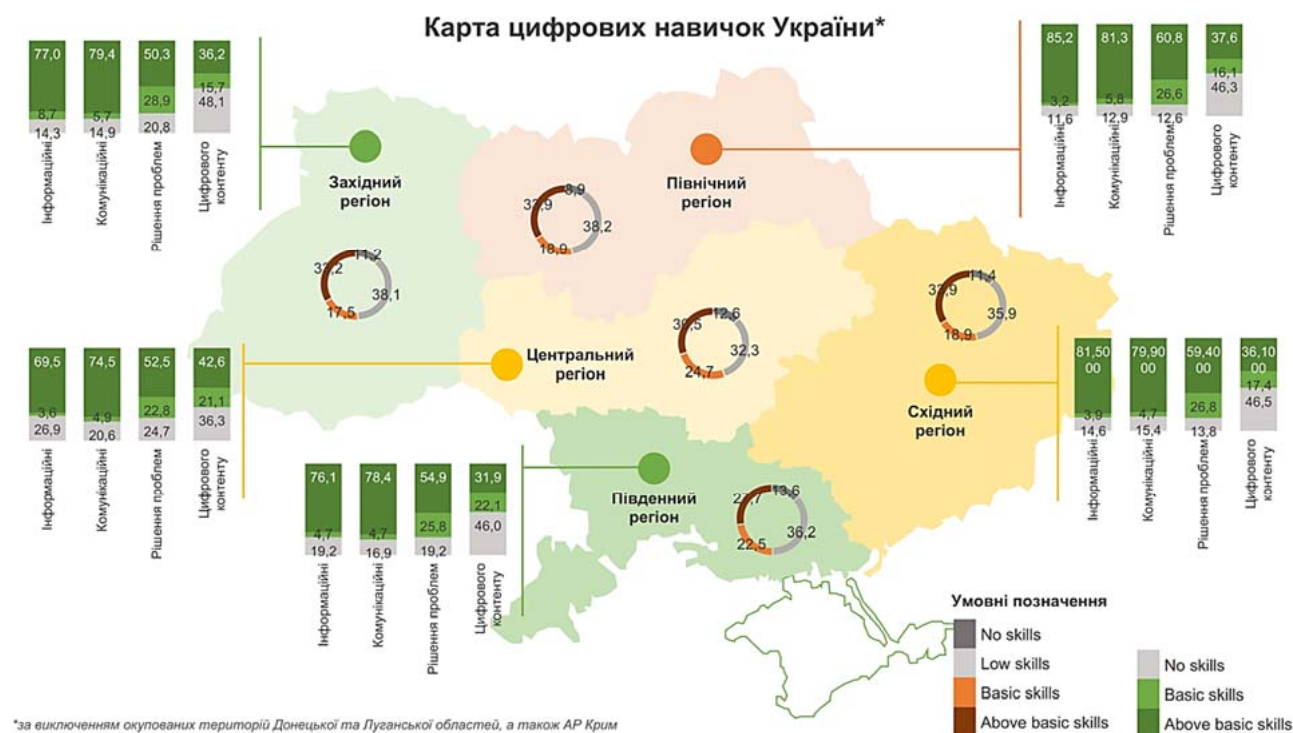 Карта цифрових навичок України*
77,0 79,4 50,3 36,2
8,7 5,7 28,9 15,7
14,3 14,9 20,8 48,1
Інформаційні
Комунікаційні
Рішення проблем
Цифрового
контенту
85,2 81,3 60,8 37,6
3,2 5,8 26,6 16,1
11,6 12,9 12,6 46,3
Інформаційні
Комунікаційні
Рішення проблем
Цифрового
контенту
Західний
регіон
11,2
33,2
38,1
17,5
Північний
регіон
8,9
33,9
38,2
18,9
11,4
33,9
35,9
18,9
69,5 74,5 52,5 42,6
3,6 4,9 22,8 21,1
26,9 20,6 24,7 36,3
Інформаційні
Комунікаційні
Рішення проблем
Цифрового
контенту
Центральний
регіон
12,6
30,5
32,3
24,7
Східний
регіон
81,50
00
79,90
00
59,40
00
36,10
00
3,9 4,7 26,8 17,4
14,6 15,4 13,8 46,5
Інформаційні
Комунікаційні
Рішення проблем
Цифрового
контенту
76,1 78,4 54,9 31,9
4,7 4,7 25,8 22,1
19,2 16,9 19,2 46,0
Інформаційні
Комунікаційні
Рішення проблем
Цифрового
контенту
Південний
регіон
13,6
27,7
36,2
22,5
Умовні позначення
No skills
Low skills
Basic skills
Above basic skills
No skills
Basic skills
Above basic skills
*за виключенням окупованих територій Донецької та Луганської областей, а також АР Крим